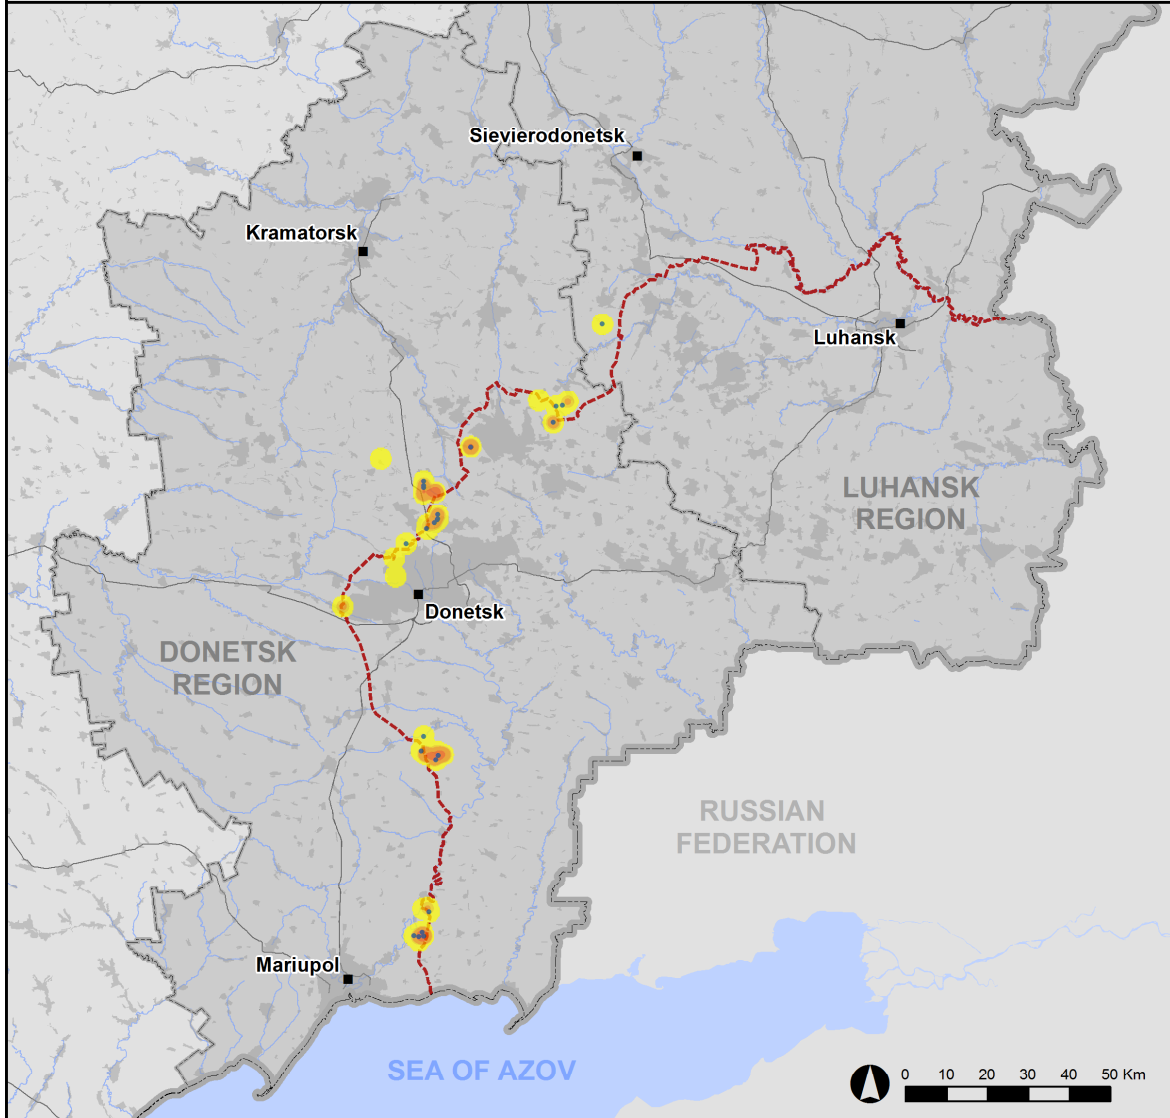 Sievierodonetsk
Kramatorsk
Luhansk
LUHANSK
REGION
Donetsk
DONETSK
REGION
RUSSIAN
FEDERATION
Mariupol
SEA OF AZOV
0 10 20 30 40 50 Km